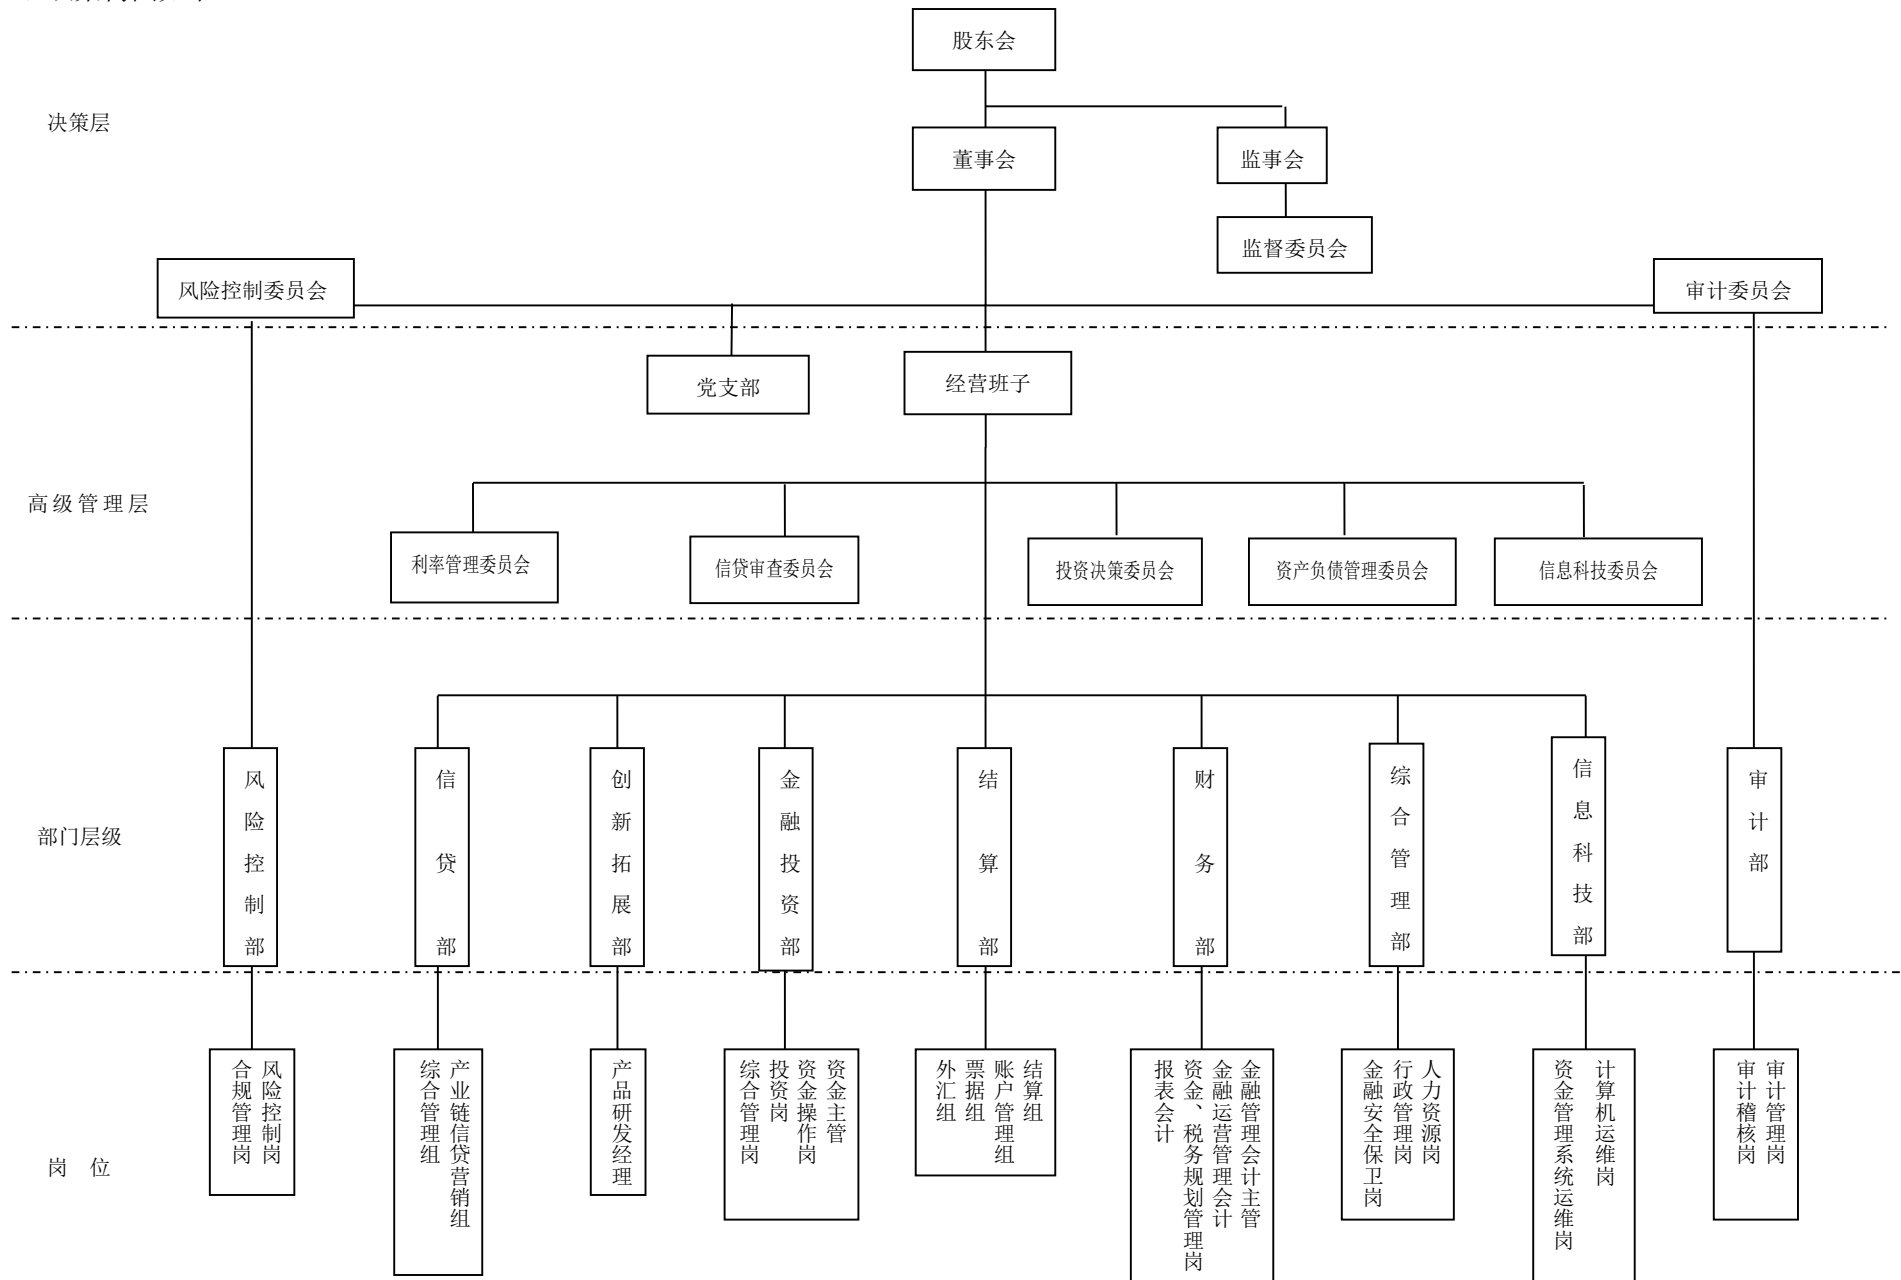 股东会
决策层
董事会
监事会
监督委员会
风险控制委员会
审计委员会
党支部
经营班子
高级管理层
利率管理委员会
信贷审查委员会
投资决策委员会
资产负债管理委员会
信息科技委员会
部门层级
风险控制部
信贷部
创新拓展部
金融投资部
结算部
财务部
综合管理部
信息科技部
审计部
岗 位
风险控制岗
合规管理岗
产业链信贷营销组
综合管理组
产品研发经理
资金主管
资金操作岗
投资岗
综合管理岗
结算组
账户管理组
票据组
外汇组
金融管理会计主管
金融运营管理会计
资金、税务规划管理岗
报表会计
人力资源岗
行政管理岗
金融安全保卫岗
计算机运维岗
资金管理系统运维岗
审计管理岗
审计稽核岗